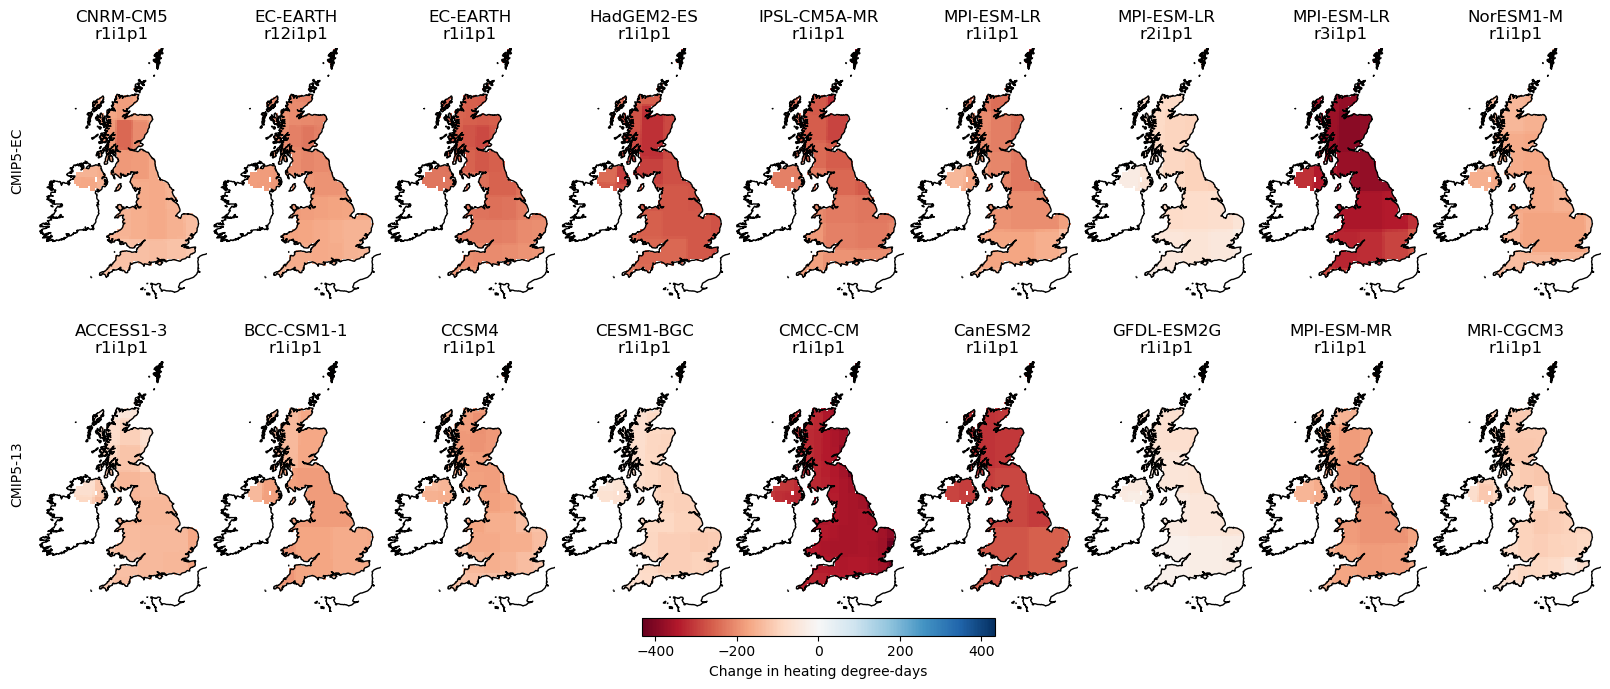 CNRM-CM5
r1i1p1
EC-EARTH
r12i1p1
EC-EARTH
r1i1p1
HadGEM2-ES
r1i1p1
IPSL-CM5A-MR
r1i1p1
MPI-ESM-LR
r1i1p1
MPI-ESM-LR
r2i1p1
MPI-ESM-LR
r3i1p1
NorESM1-M
r1i1p1
CMIP5-EC
ACCESS1-3
r1i1p1
BCC-CSM1-1
r1i1p1
CCSM4
r1i1p1
CESM1-BGC
r1i1p1
CMCC-CM
r1i1p1
CanESM2
r1i1p1
GFDL-ESM2G
r1i1p1
MPI-ESM-MR
r1i1p1
MRI-CGCM3
r1i1p1
CMIP5-13
−400 −200 0 200 400
Change in heating degree-days